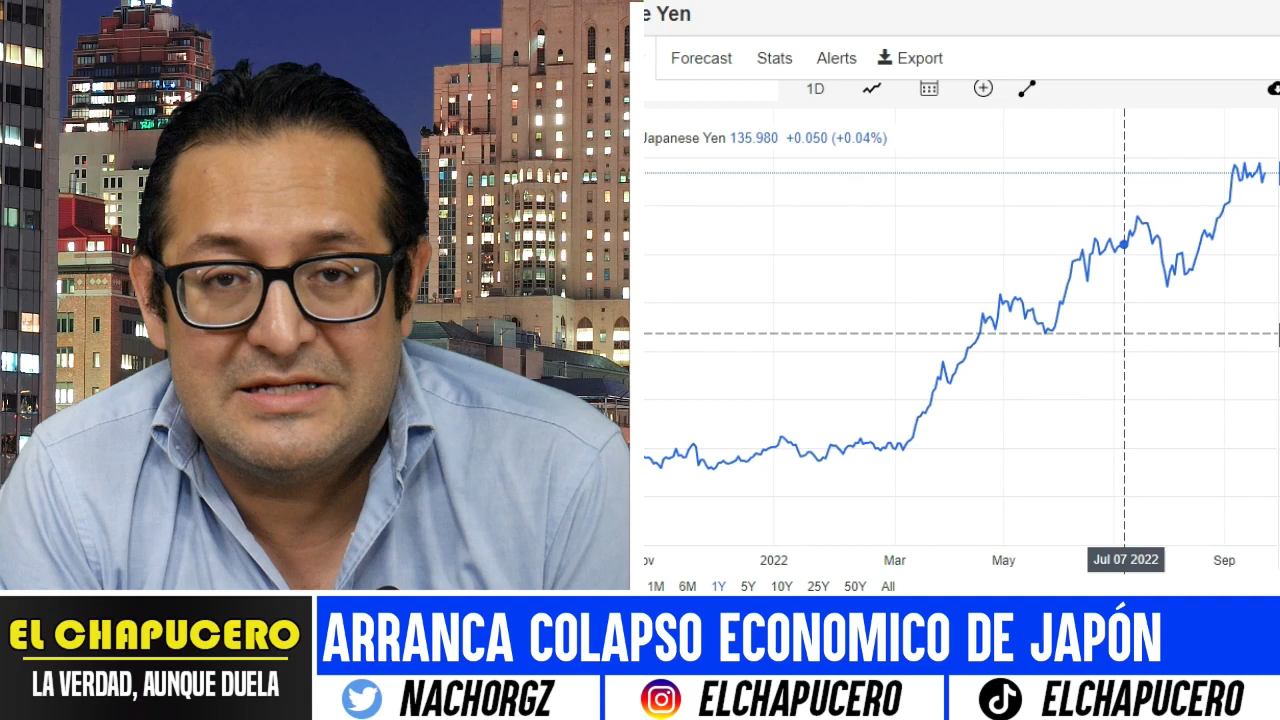 e Yen
Forecast Stats Alerts Export
1D
Japanese Yen 135.980 +0.050 (+0.04%)
ov 2022 Mar May Jul 07 2022 Sep
1M 6M 1Y 5Y 10Y 25Y 50Y All
EL CHAPUCERO
LA VERDAD, AUNQUE DUELA
ARRANCA COLAPSO ECONOMICO DE JAPÓN
NACHORGZ ELCHAPUCERO ELCHAPUCERO